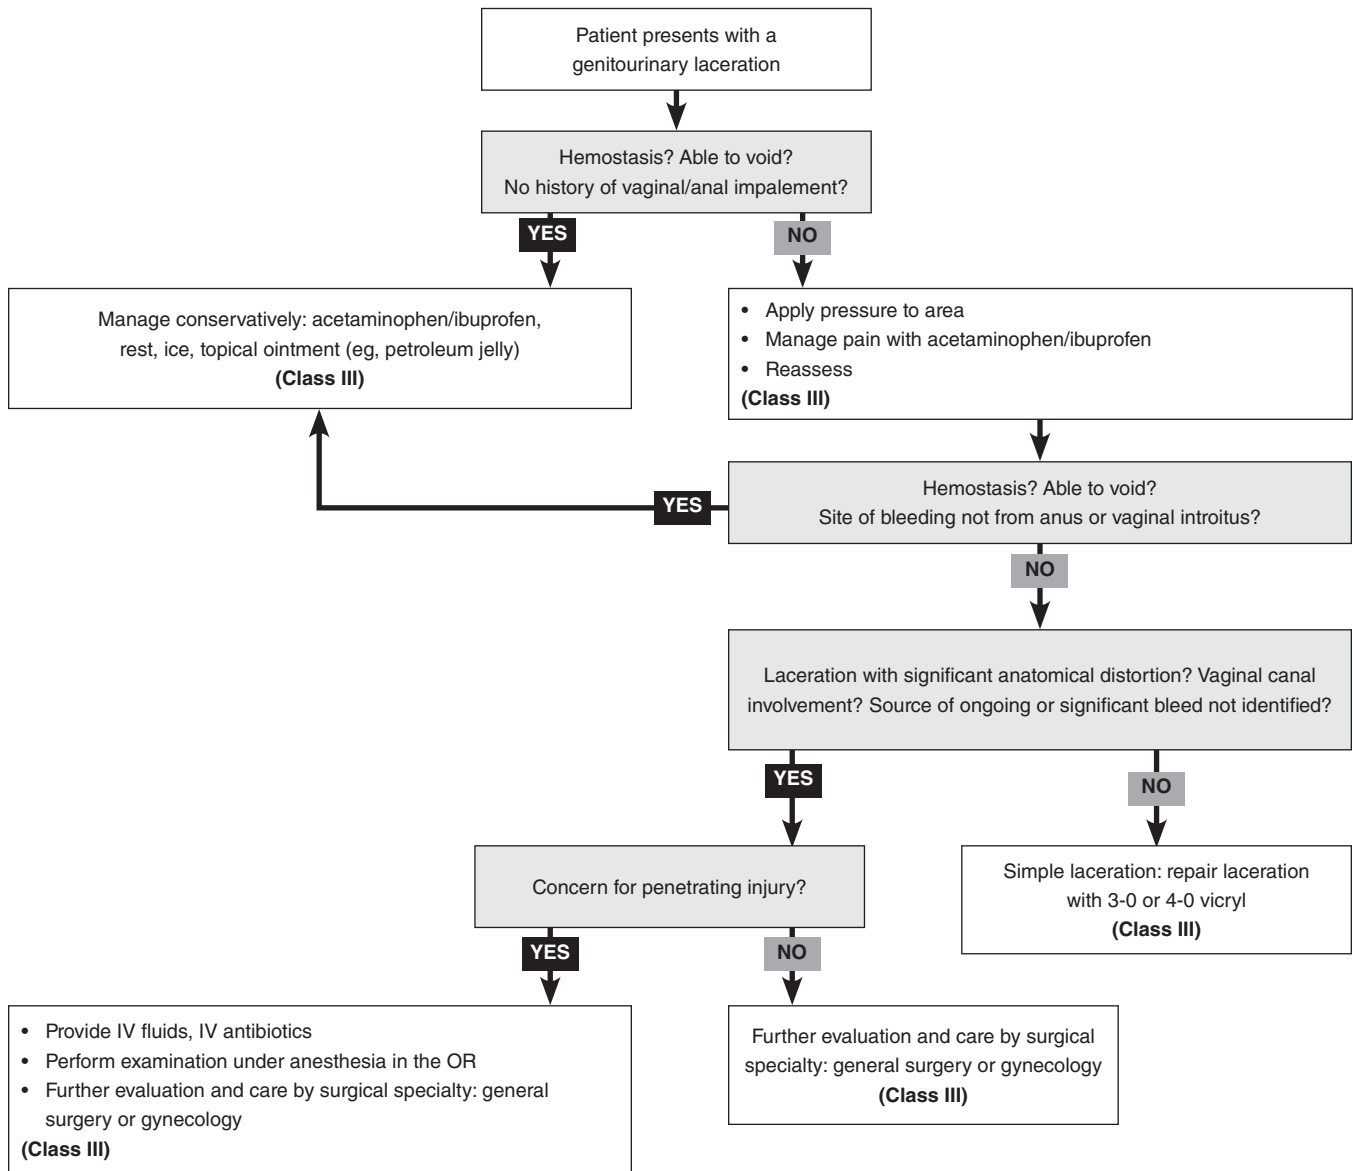 Patient presents with a
genitourinary laceration
Hemostasis? Able to void?
No history of vaginal/anal impalement?
YES
NO
Manage conservatively: acetaminophen/ibuprofen,
rest, ice, topical ointment (eg, petroleum jelly)
(Class III)
• Apply pressure to area
• Manage pain with acetaminophen/ibuprofen
• Reassess
(Class III)
Hemostasis? Able to void?
Site of bleeding not from anus or vaginal introitus?
YES
NO
Laceration with significant anatomical distortion? Vaginal canal
involvement? Source of ongoing or significant bleed not identified?
YES
NO
Concern for penetrating injury?
Simple laceration: repair laceration
with 3-0 or 4-0 vicryl
(Class III)
YES
NO
• Provide IV fluids, IV antibiotics
• Perform examination under anesthesia in the OR
• Further evaluation and care by surgical specialty: general
surgery or gynecology
(Class III)
Further evaluation and care by surgical
specialty: general surgery or gynecology
(Class III)